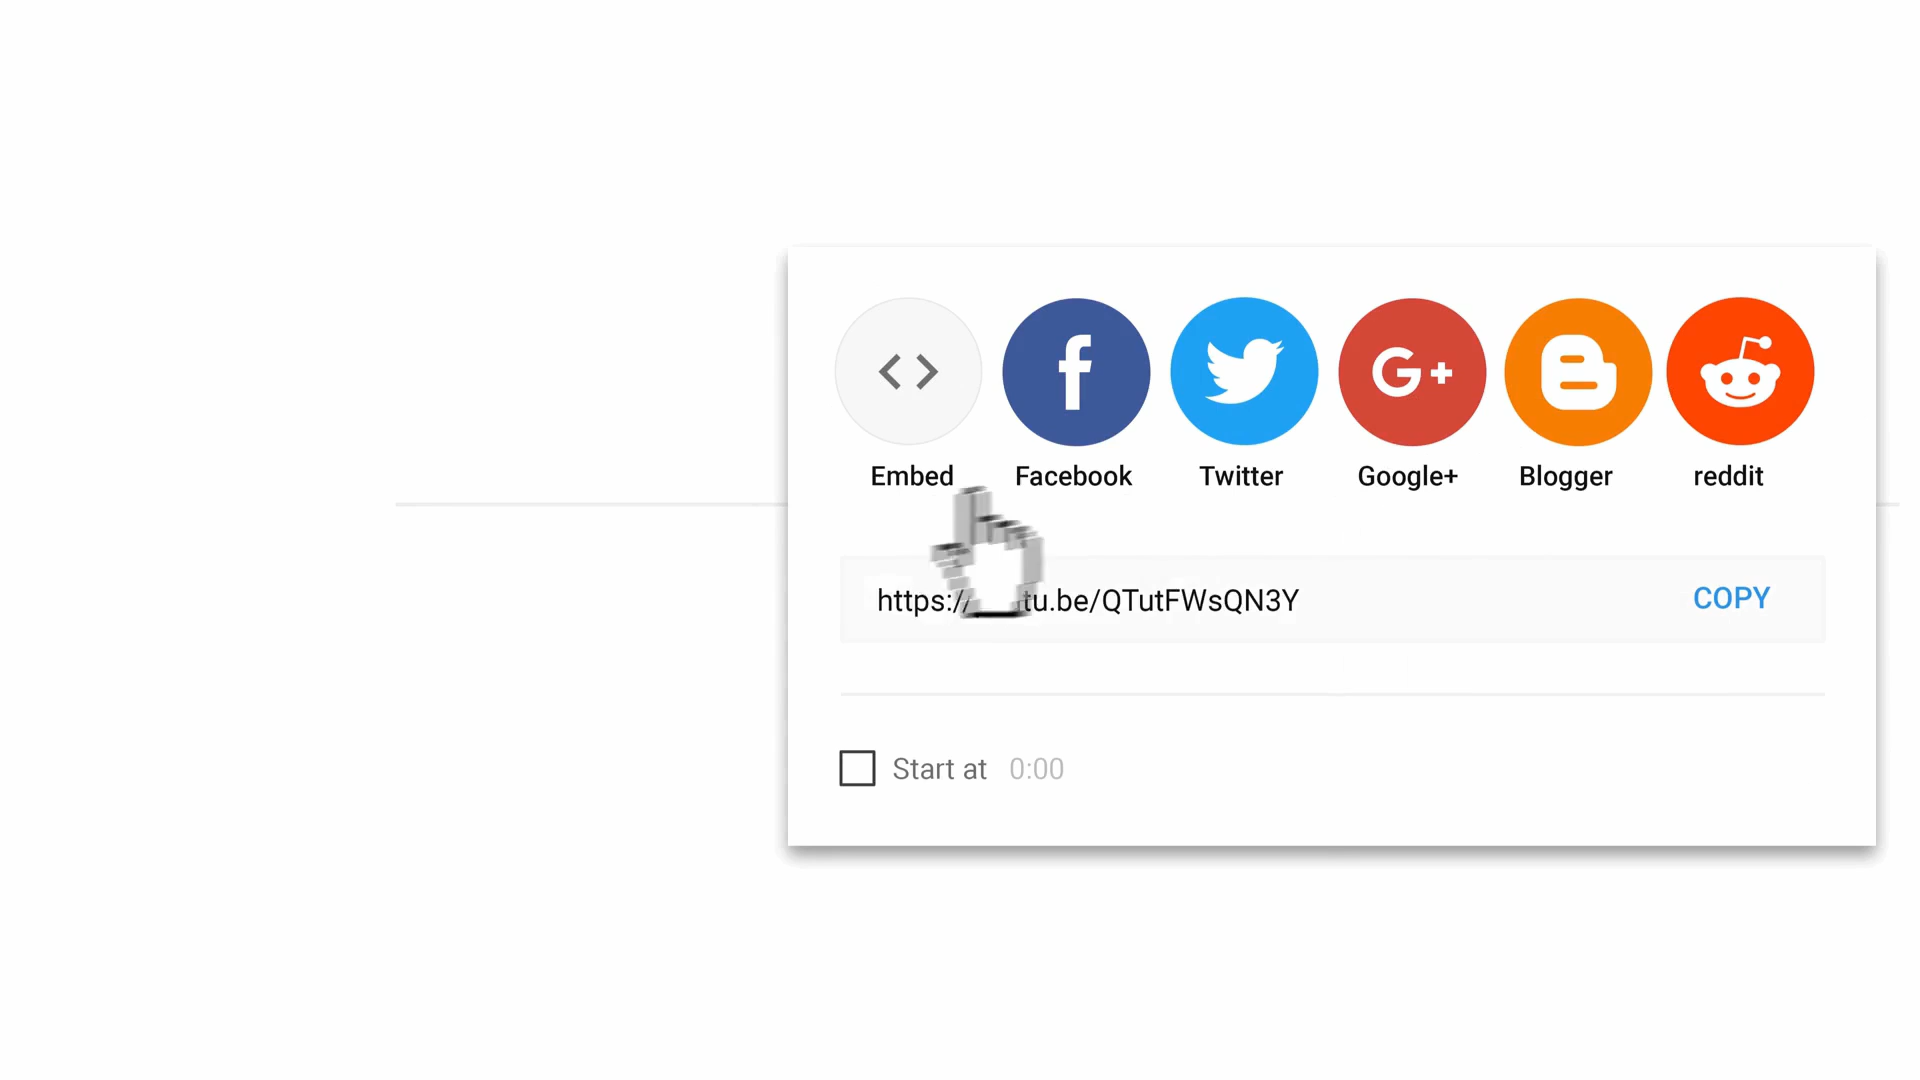 Embed Facebook Twitter Google+ Blogger reddit
https:/ tu.be/QTutFWsQN3Y COPY
Start at 0:00